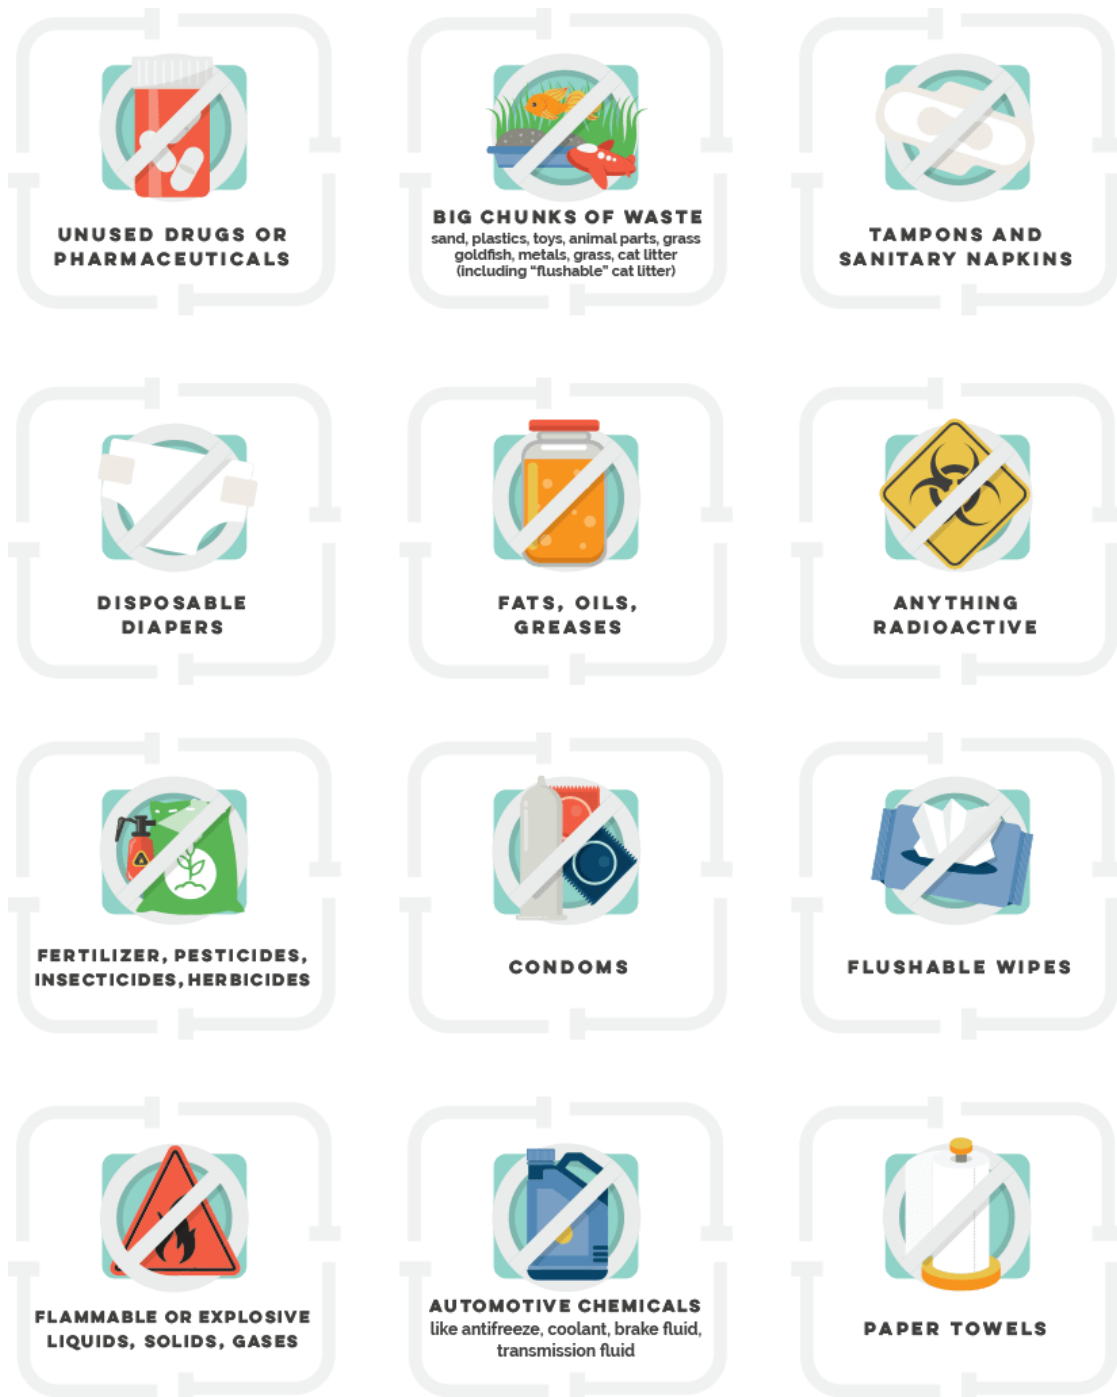 UNUSED DRUGS OR
PHARMACEUTICALS
BIG CHUNKS OF WASTE
sand, plastics, toys, animal parts, grass
goldfish, metals, grass, cat litter
(including "flushable" cat litter)
TAMPONS AND
SANITARY NAPKINS
DISPOSABLE
DIAPERS
FATS, OILS,
GREASES
ANYTHING
RADIOACTIVE
FERTILIZER, PESTICIDES,
INSECTICIDES, HERBICIDES
CONDOMS
FLUSHABLE WIPES
FLAMMABLE OR EXPLOSIVE
LIQUIDS, SOLIDS, GASES
AUTOMOTIVE CHEMICALS
like antifreeze, coolant, brake fluid,
transmission fluid
PAPER TOWELS